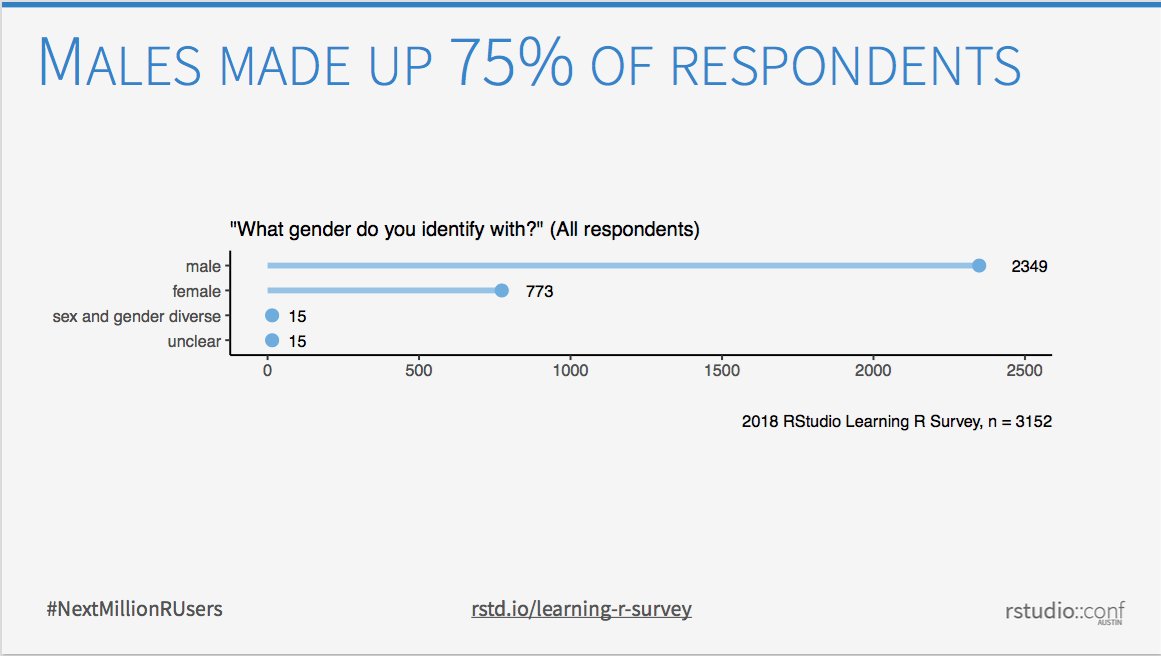 MALES MADE UP 75% OF RESPONDENTS
"What gender do you identify with?" (All respondents)
male 2349
female 773
sex and gender diverse 15
unclear 15
0 500 1000 1500 2000 2500
2018 RStudio Learning R Survey, n = 3152
#NextMillionRUsers rstd.io/learning-r-survey rstudio::conf
AUSTIN